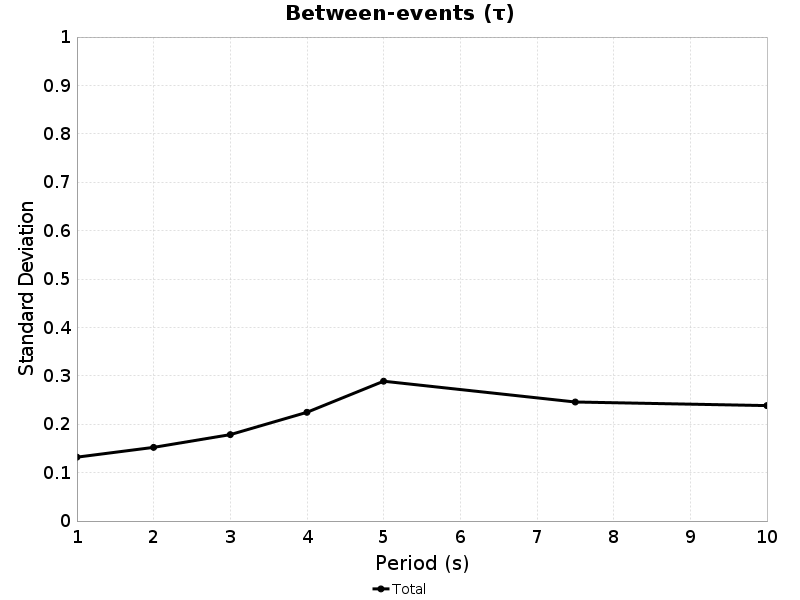 Between-events (τ)
1
0.9
0.8
0.7
0.6
0.5
0.4
0.3
0.2
0.1
0
Standard Deviation
1 2 3 4 5 6 7 8 9 10
Period (s)
Total